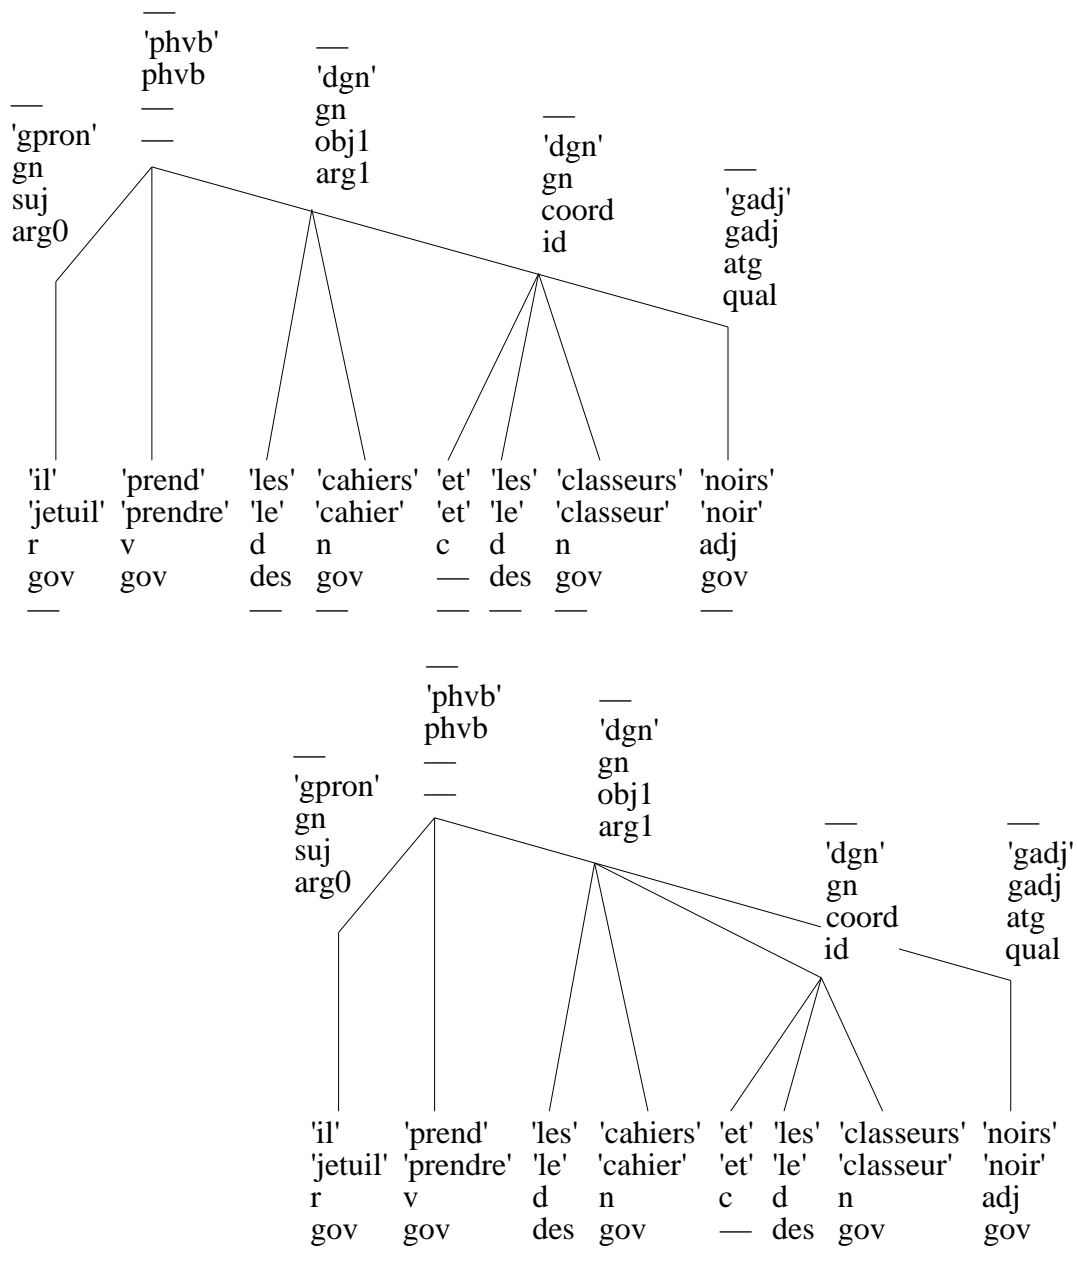 'phvb'
phvb
'dgn'
gn
obj1
arg1
'gpron'
gn
suj
arg0
'dgn'
gn
coord
id
'gadj'
gadj
atg
qual
'il' 'prend' 'les' 'cahiers' 'et' 'les' 'classeurs' 'noirs'
'jetuil' 'prendre' 'le' 'cahier' 'et' 'le' 'classeur' 'noir'
r v d n c d n adj
gov gov des gov — des gov gov
'phvb'
phvb
'dgn'
gn
obj1
arg1
'gpron'
gn
suj
arg0
'dgn'
gn
coord
id
'gadj'
gadj
atg
qual
'il' 'prend' 'les' 'cahiers' 'et' 'les' 'classeurs' 'noirs'
'jetuil' 'prendre' 'le' 'cahier' 'et' 'le' 'classeur' 'noir'
r v d n c d n adj
gov gov des gov — des gov gov